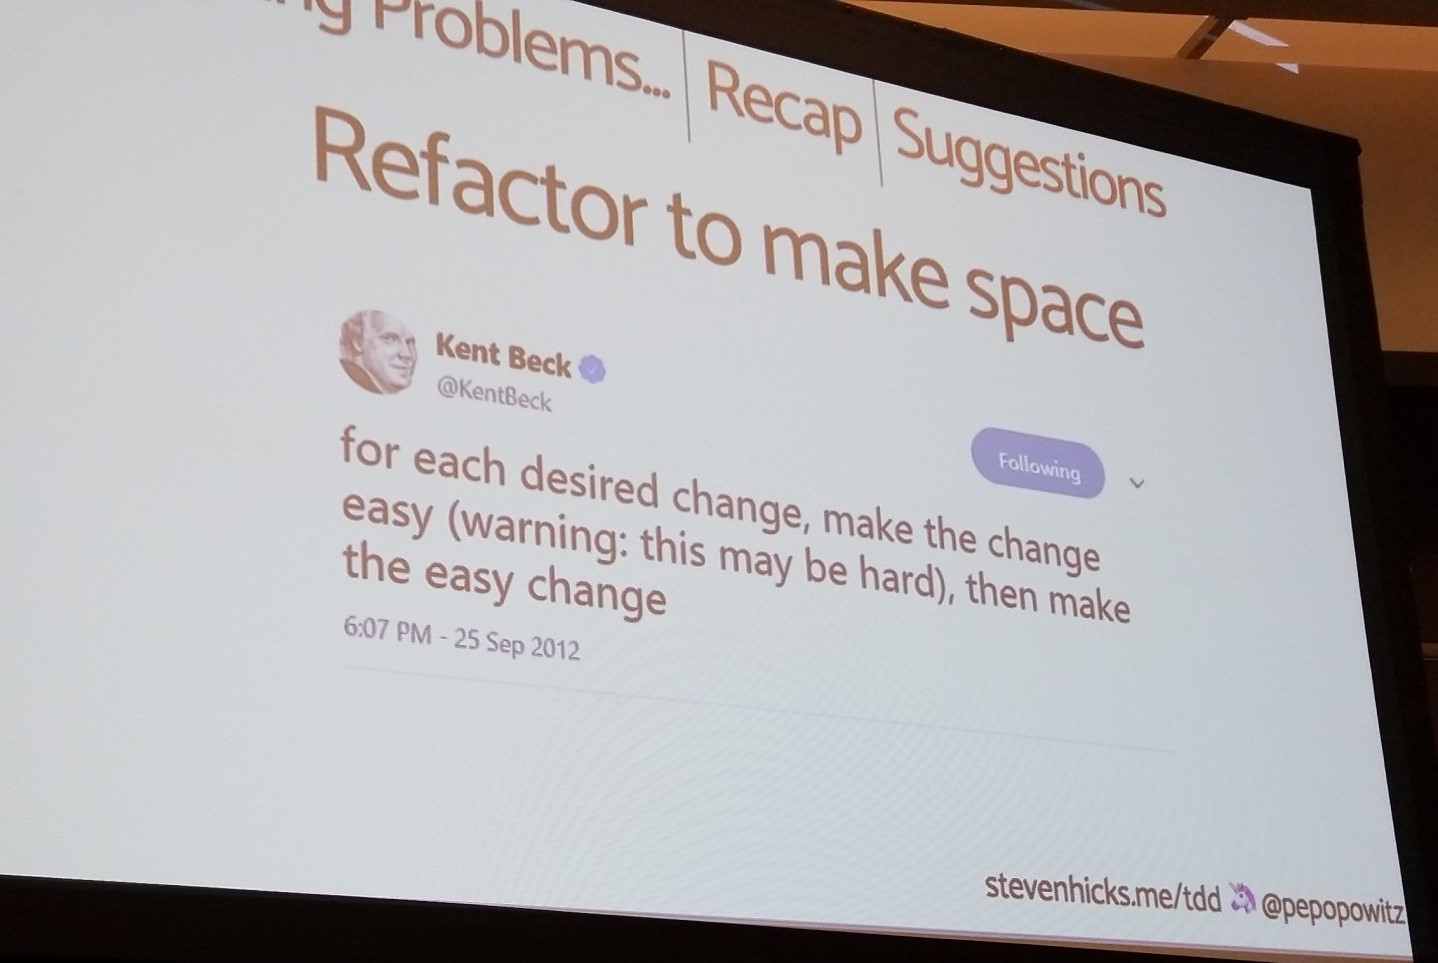 Problems... Recap Suggestions
Refactor to make space
Kent Beck
@KentBeck
Following
for each desired change, make the change
easy (warning: this may be hard), then make
the easy change
6:07 PM - 25 Sep 2012
stevenhicks.me/tdd @pepopowitz